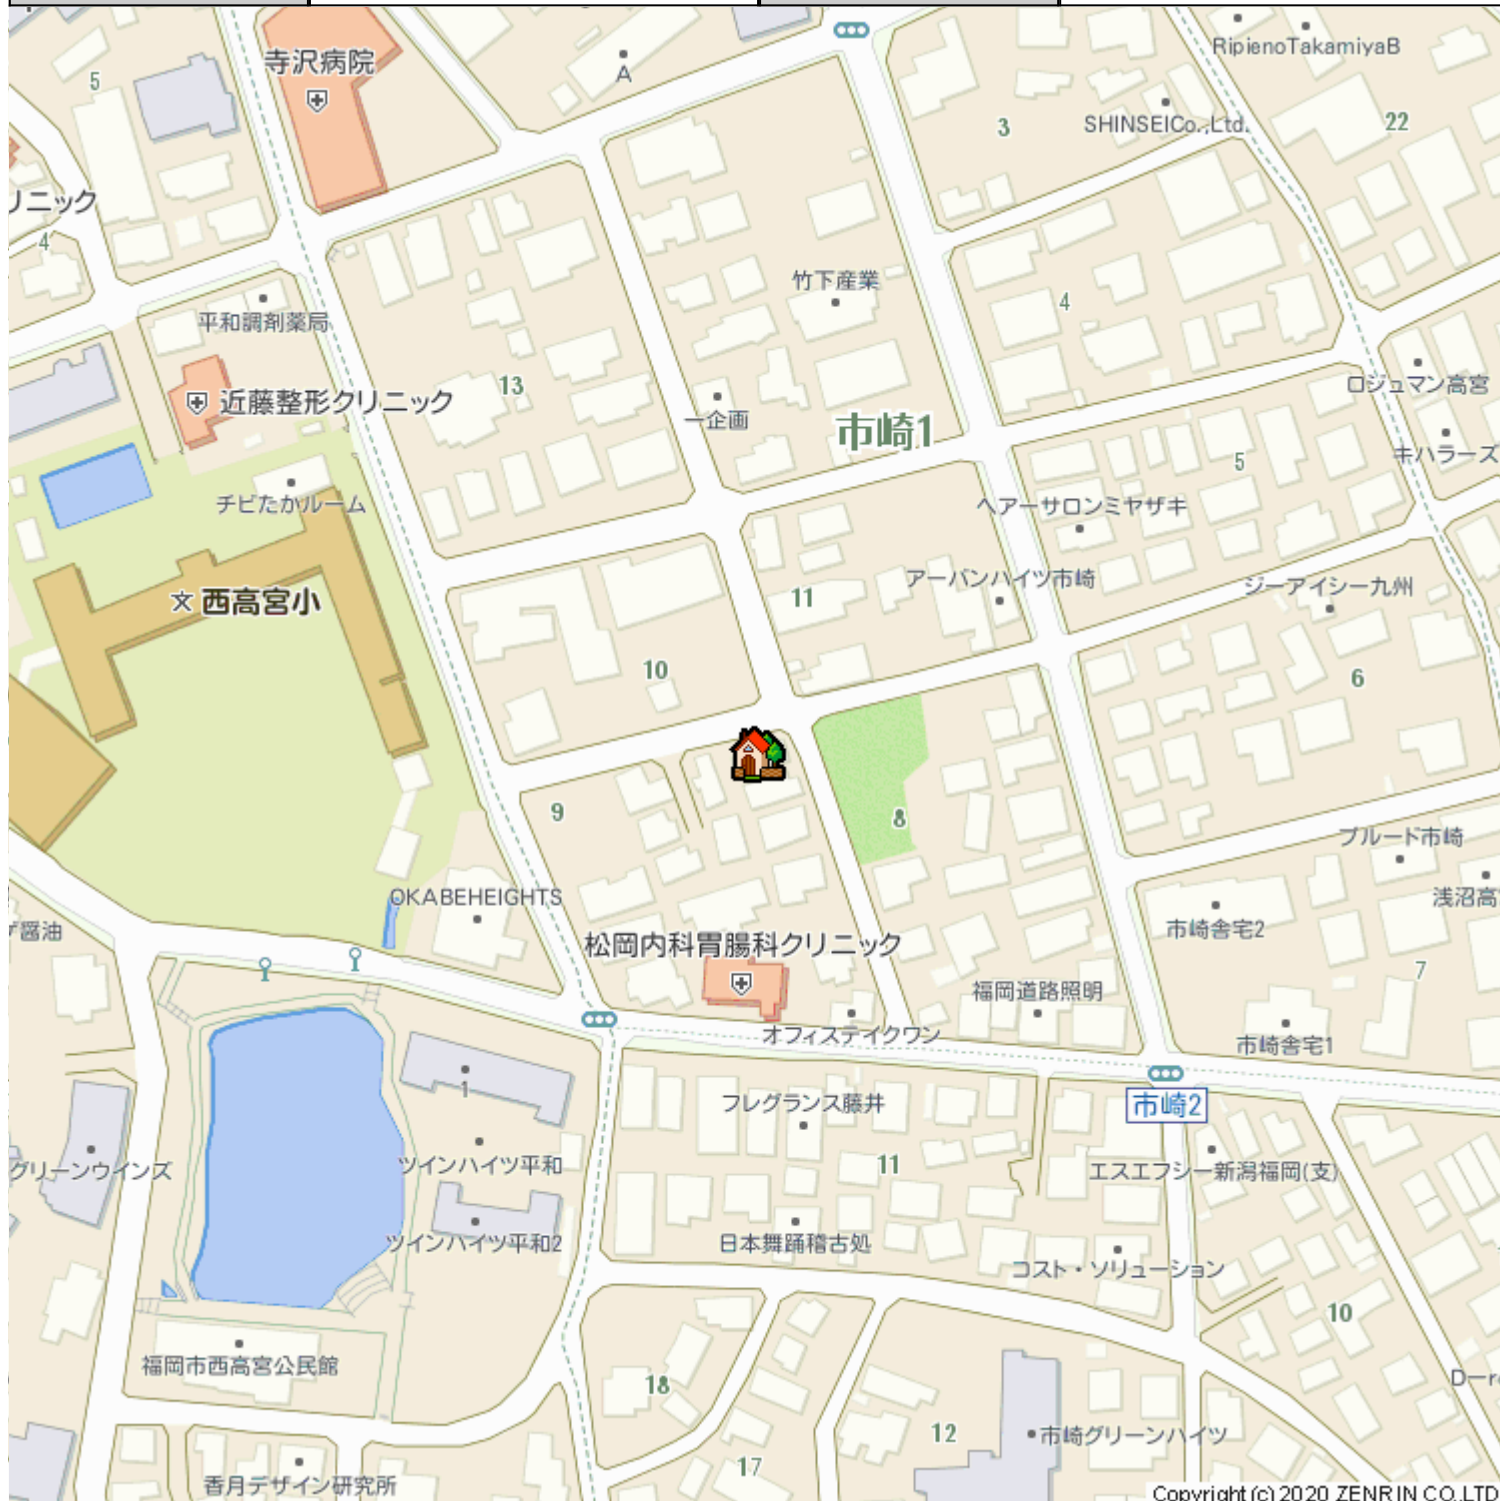 寺沢病院
A
RipienoTakamiyaB
5
SHINSEICo.,Ltd.
3
22
リニック
4
竹下産業
平和調剤薬局
4
13
ロジュマン高宮
近藤整形クリニック
一企画
市崎1
キハラーズ
5
チビたかルーム
ヘアーサロンミヤザキ
アーバンハイツ市崎
ジーアイシー九州
西高宮小
11
10
6
9
8
ブルード市崎
OKABEHEIGHTS
浅沼高
市崎舎宅2
松岡内科胃腸科クリニック
7
福岡道路照明
オフィステイクワン
市崎舎宅1
1
フレグランス藤井
市崎2
ツインハイツ平和
11
グリーンウインズ
エスエフシー新潟福岡(支)
ツインハイツ平和2
日本舞踊稽古処
コスト・ソリューション
10
福岡市西高宮公民館
18
12
市崎グリーンハイツ
17
香月デザイン研究所
Copyright(c) 2020 ZENRIN CO.,LTD